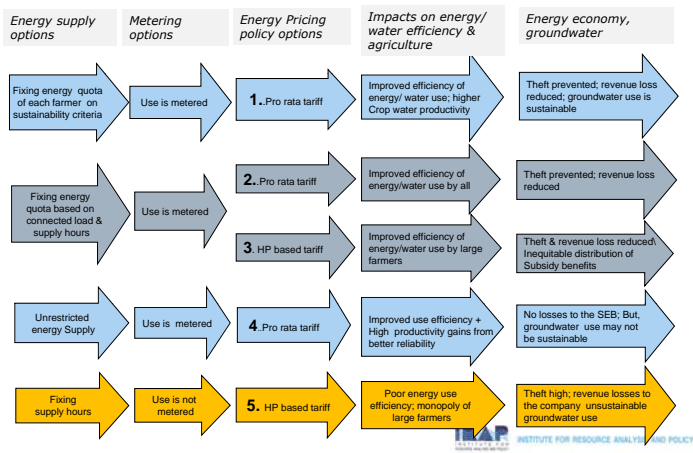 Energy supply
options
Metering
options
Energy Pricing
policy options
Impacts on energy/
water efficiency &
agriculture
Energy economy,
groundwater
Fixing energy quota
of each farmer on
sustainability criteria
Use is metered
1..Pro rata tariff
Improved efficiency of
energy/ water use; higher
Crop water productivity
Theft prevented; revenue loss
reduced; groundwater use is
sustainable
Fixing energy
quota based on
connected load &
supply hours
Use is metered
2..Pro rata tariff
Improved efficiency of
energy/water use by all
Theft prevented; revenue loss
reduced
3. HP based tariff
Improved efficiency of
energy/water use by large
farmers
Theft & revenue loss reduced\
Inequitable distribution of
Subsidy benefits
Unrestricted
energy Supply
Use is metered
4..Pro rata tariff
Improved use efficiency +
High productivity gains from
better reliability
No losses to the SEB; But,
groundwater use may not
be sustainable
Fixing
supply hours
Use is not
metered
5. HP based tariff
Poor energy use
efficiency; monopoly of
large farmers
Theft high; revenue losses to
the company unsustainable
groundwater use
INSTITUTE FOR RESOURCE ANALYSIS AND POLICY